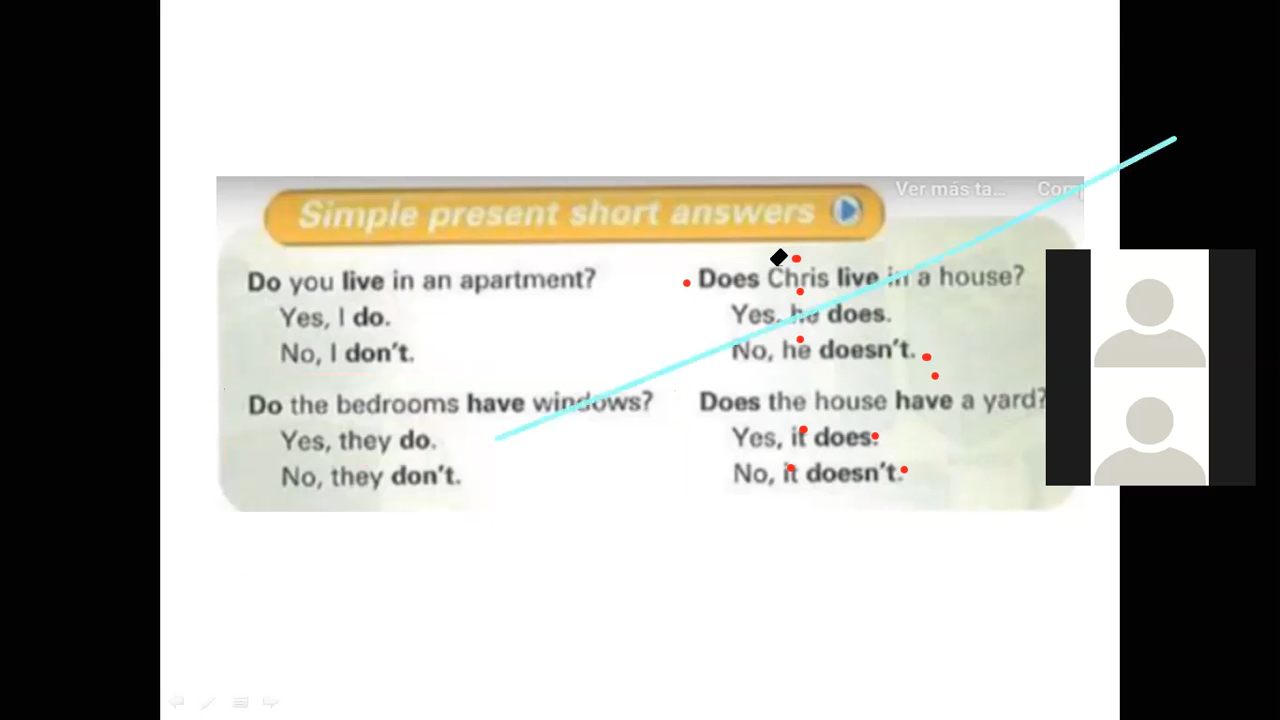 Ver más ta...
Simple present short answers
Do you live in an apartment?
Yes, I do.
No, I don't.
Do the bedrooms have windows?
Yes, they do.
No, they don't.
Does Chris live in a house?
Yes, he does.
No, he doesn't.
Does the house have a yard?
Yes, it does.
No, it doesn't.